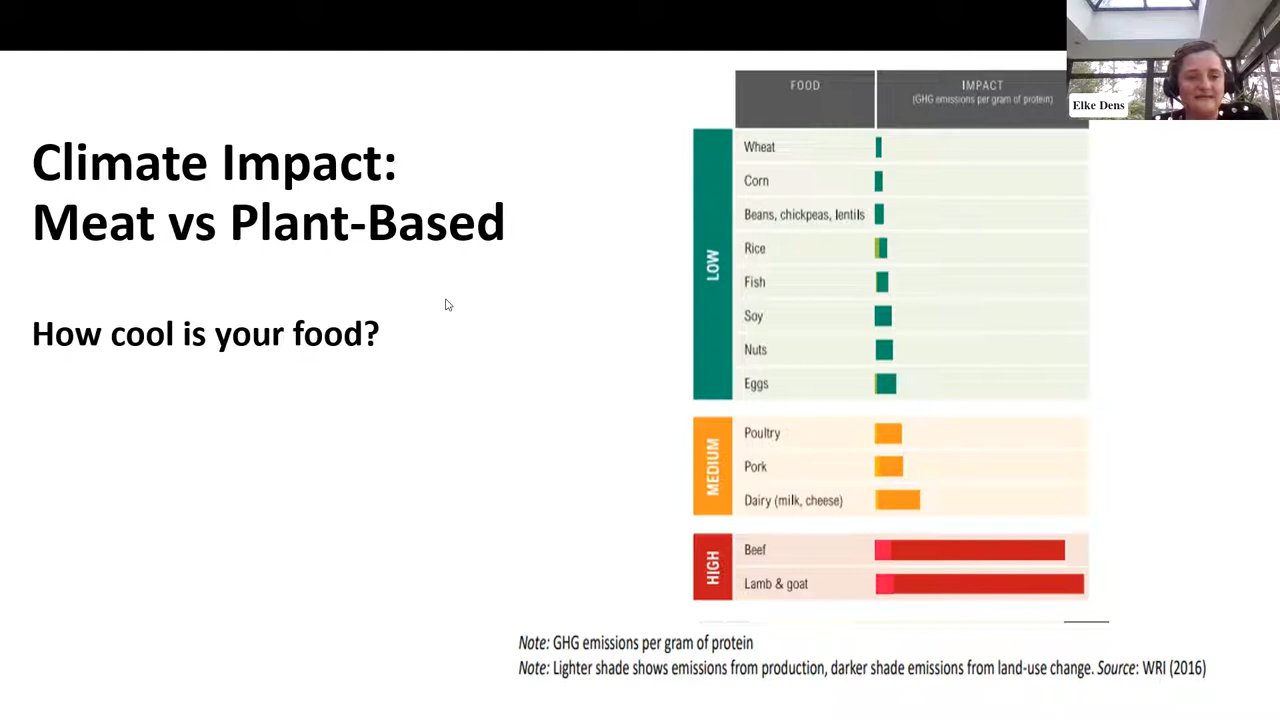 Elke Dens
Climate Impact:
Meat vs Plant-Based
How cool is your food?
FOOD
IMPACT
(GHG emissions per gram of protein)
LOW
Wheat
Corn
Beans, chickpeas, lentils
Rice
Fish
Soy
Nuts
Eggs
MEDIUM
Poultry
Pork
Dairy (milk, cheese)
HIGH
Beef
Lamb & goat
Note: GHG emissions per gram of protein
Note: Lighter shade shows emissions from production, darker shade emissions from land-use change. Source: WRI (2016)